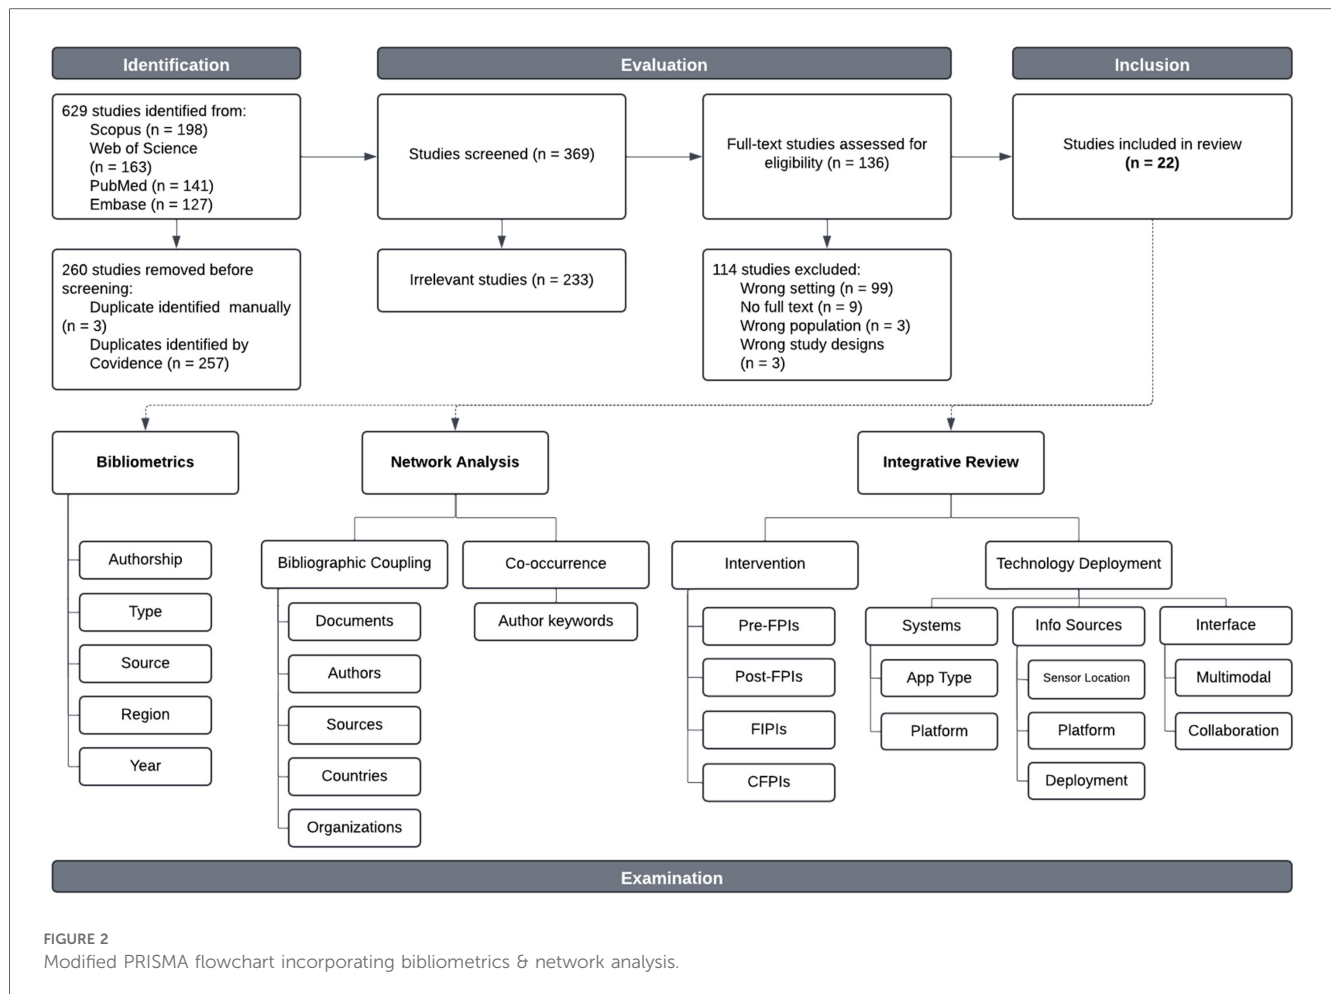 Identification
Evaluation
Inclusion
629 studies identified from:
Scopus (n = 198)
Web of Science
(n = 163)
PubMed (n = 141)
Embase (n = 127)
Studies screened (n = 369)
Full-text studies assessed for
eligibility (n = 136)
Studies included in review
(n = 22)
260 studies removed before
screening:
Duplicate identified manually
(n = 3)
Duplicates identified by
Covidence (n = 257)
Irrelevant studies (n = 233)
114 studies excluded:
Wrong setting (n = 99)
No full text (n = 9)
Wrong population (n = 3)
Wrong study designs
(n = 3)
Bibliometrics
Network Analysis
Integrative Review
Authorship
Type
Source
Region
Year
Bibliographic Coupling
Documents
Authors
Sources
Countries
Organizations
Co-occurrence
Author keywords
Intervention
Pre-FPIs
Post-FPIs
FIPIs
CFPIs
Technology Deployment
Systems
App Type
Platform
Info Sources
Sensor Location
Platform
Deployment
Interface
Multimodal
Collaboration
Examination
FIGURE 2
Modified PRISMA flowchart incorporating bibliometrics & network analysis.